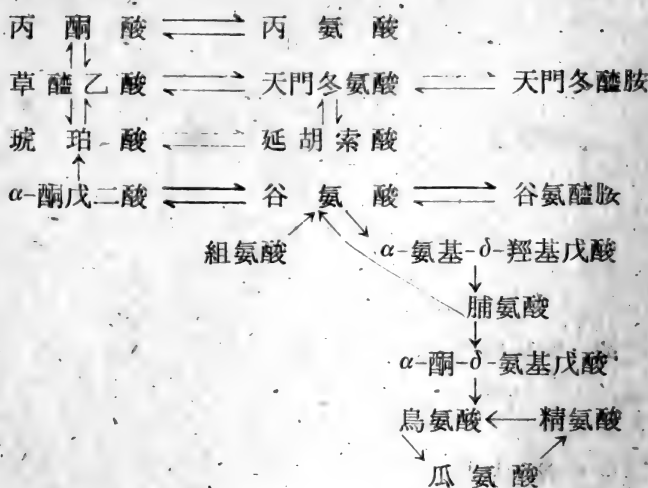 丙酮酸 ⇌ 丙氨酸
草醯乙酸 ⇌ 天門冬氨酸 ⇌ 天門冬醯胺
琥珀酸 ⇌ 延胡索酸
α-酮戊二酸 ⇌ 谷氨酸 ⇌ 谷氨醯胺
組氨酸 α-氨基-δ-羥基戊酸
脯氨酸
α-酮-δ-氨基戊酸
鳥氨酸 ← 精氨酸
瓜氨酸